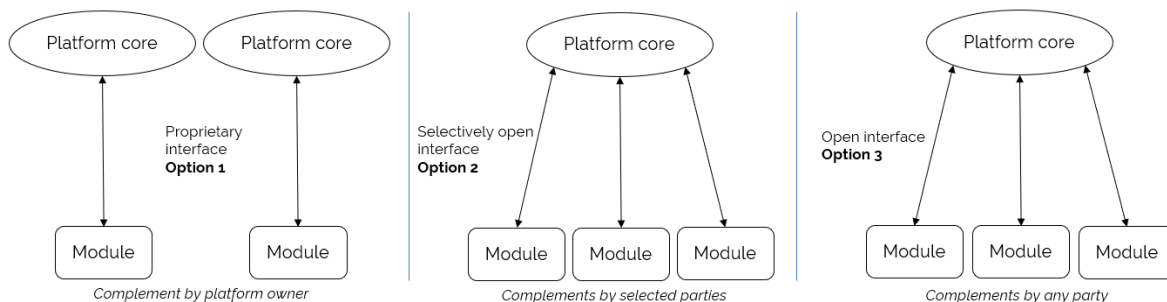 Platform core
Platform core
Proprietary
interface
Option 1
Module
Module
Complement by platform owner
Platform core
Selectively open
interface
Option 2
Module
Module
Module
Complements by selected parties
Platform core
Open interface
Option 3
Module
Module
Module
Complements by any party